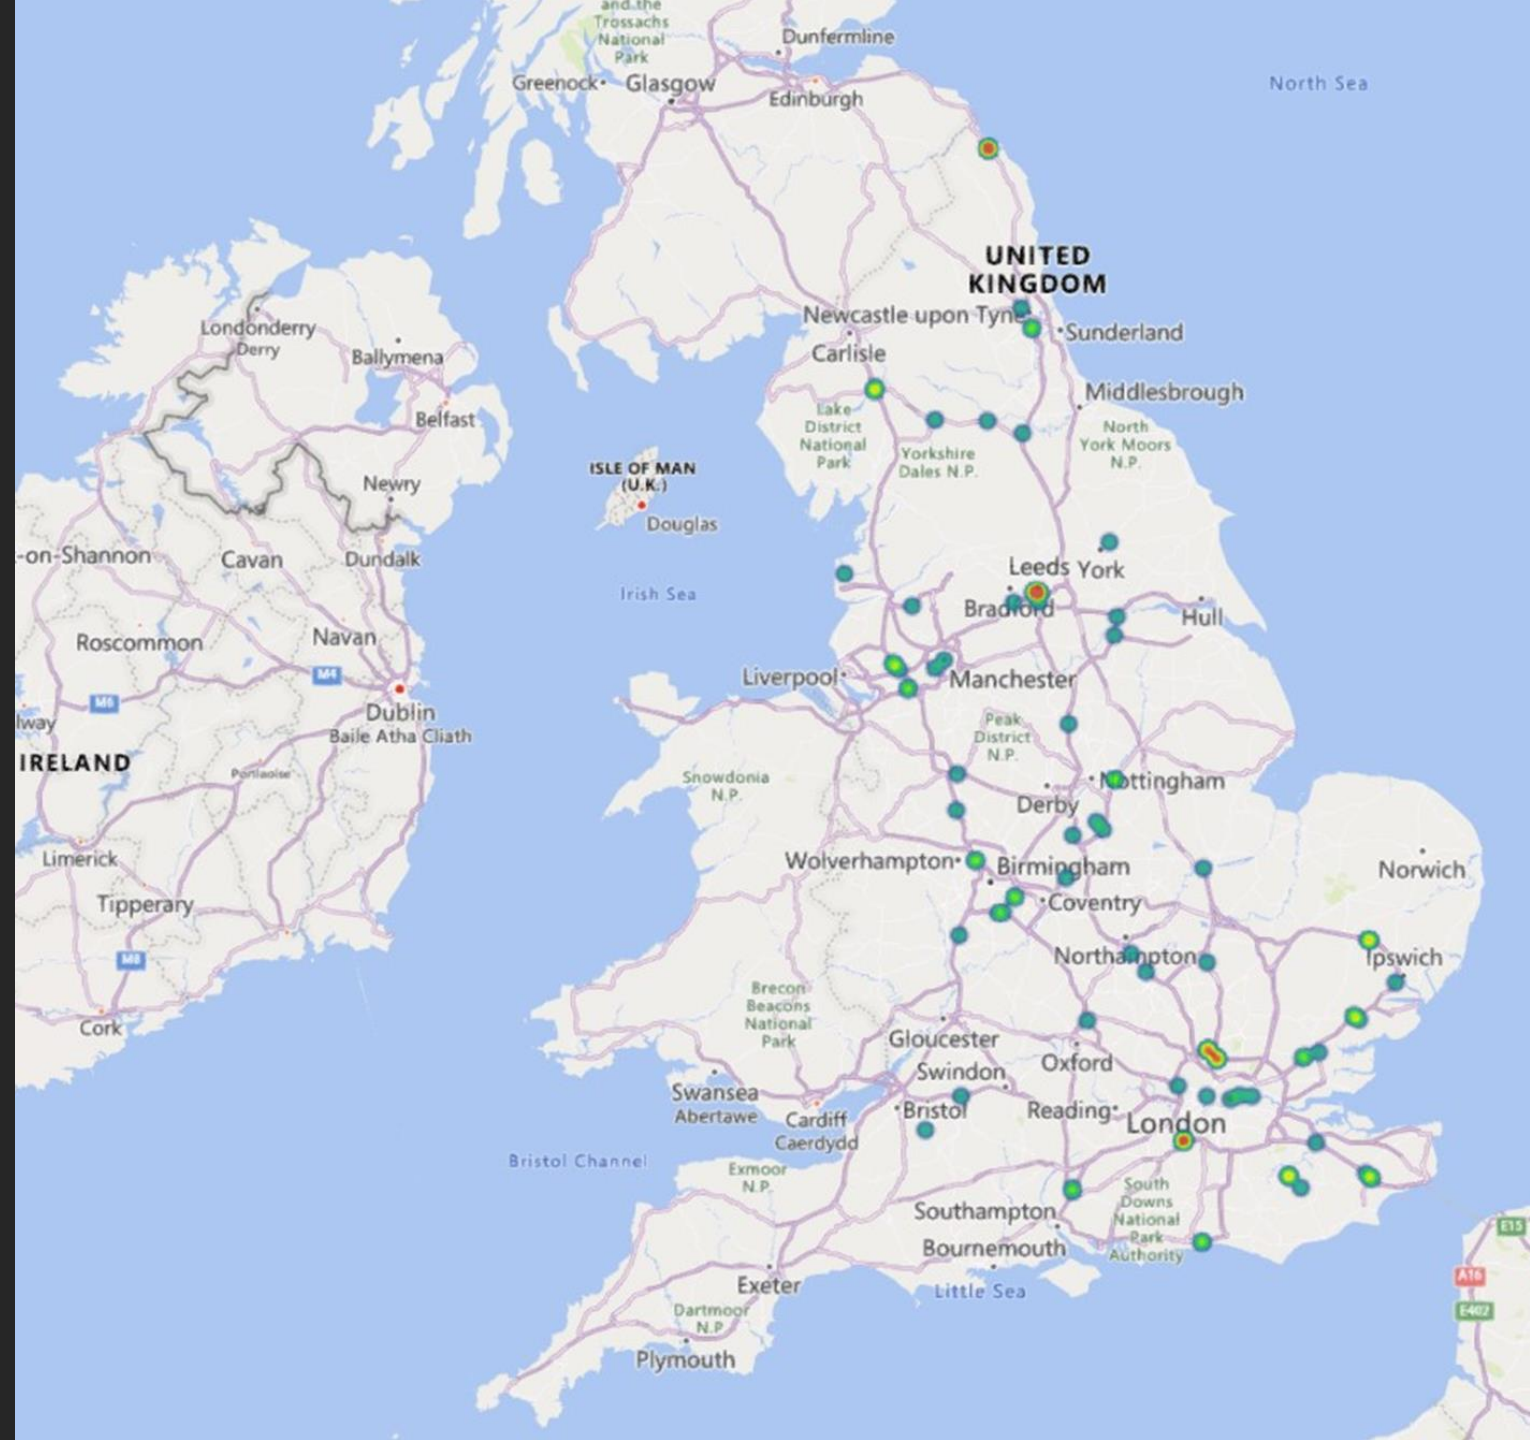 and the
Trossachs
National
Park
Dunfermline
Greenock
Glasgow
Edinburgh
North Sea
UNITED
KINGDOM
Newcastle upon Tyne
Sunderland
Londonderry
Derry
Ballymena
Carlisle
Belfast
Middlesbrough
Lake
District
National
Park
North
York Moors
N.P.
Yorkshire
Dales N.P.
ISLE OF MAN
(U.K.)
Douglas
Newry
-on-Shannon
Cavan
Dundalk
Irish Sea
Leeds
York
Bradford
Hull
Roscommon
Navan
M4
M6
Liverpool
Manchester
lway
Dublin
Baile Atha Cliath
Peak
District
N.P.
IRELAND
Portlaoise
Snowdonia
N.P.
Nottingham
Derby
Limerick
Wolverhampton
Birmingham
Norwich
Tipperary
Coventry
M8
Northampton
Ipswich
Brecon
Beacons
National
Park
Cork
Gloucester
Oxford
Swindon
Swansea
Abertawe
Cardiff
Caerdydd
Bristol
Reading
London
Bristol Channel
Exmoor
N.P.
South
Downs
National
Park
Authority
Southampton
Bournemouth
E15
Exeter
Little Sea
A16
E402
Dartmoor
N.P.
Plymouth